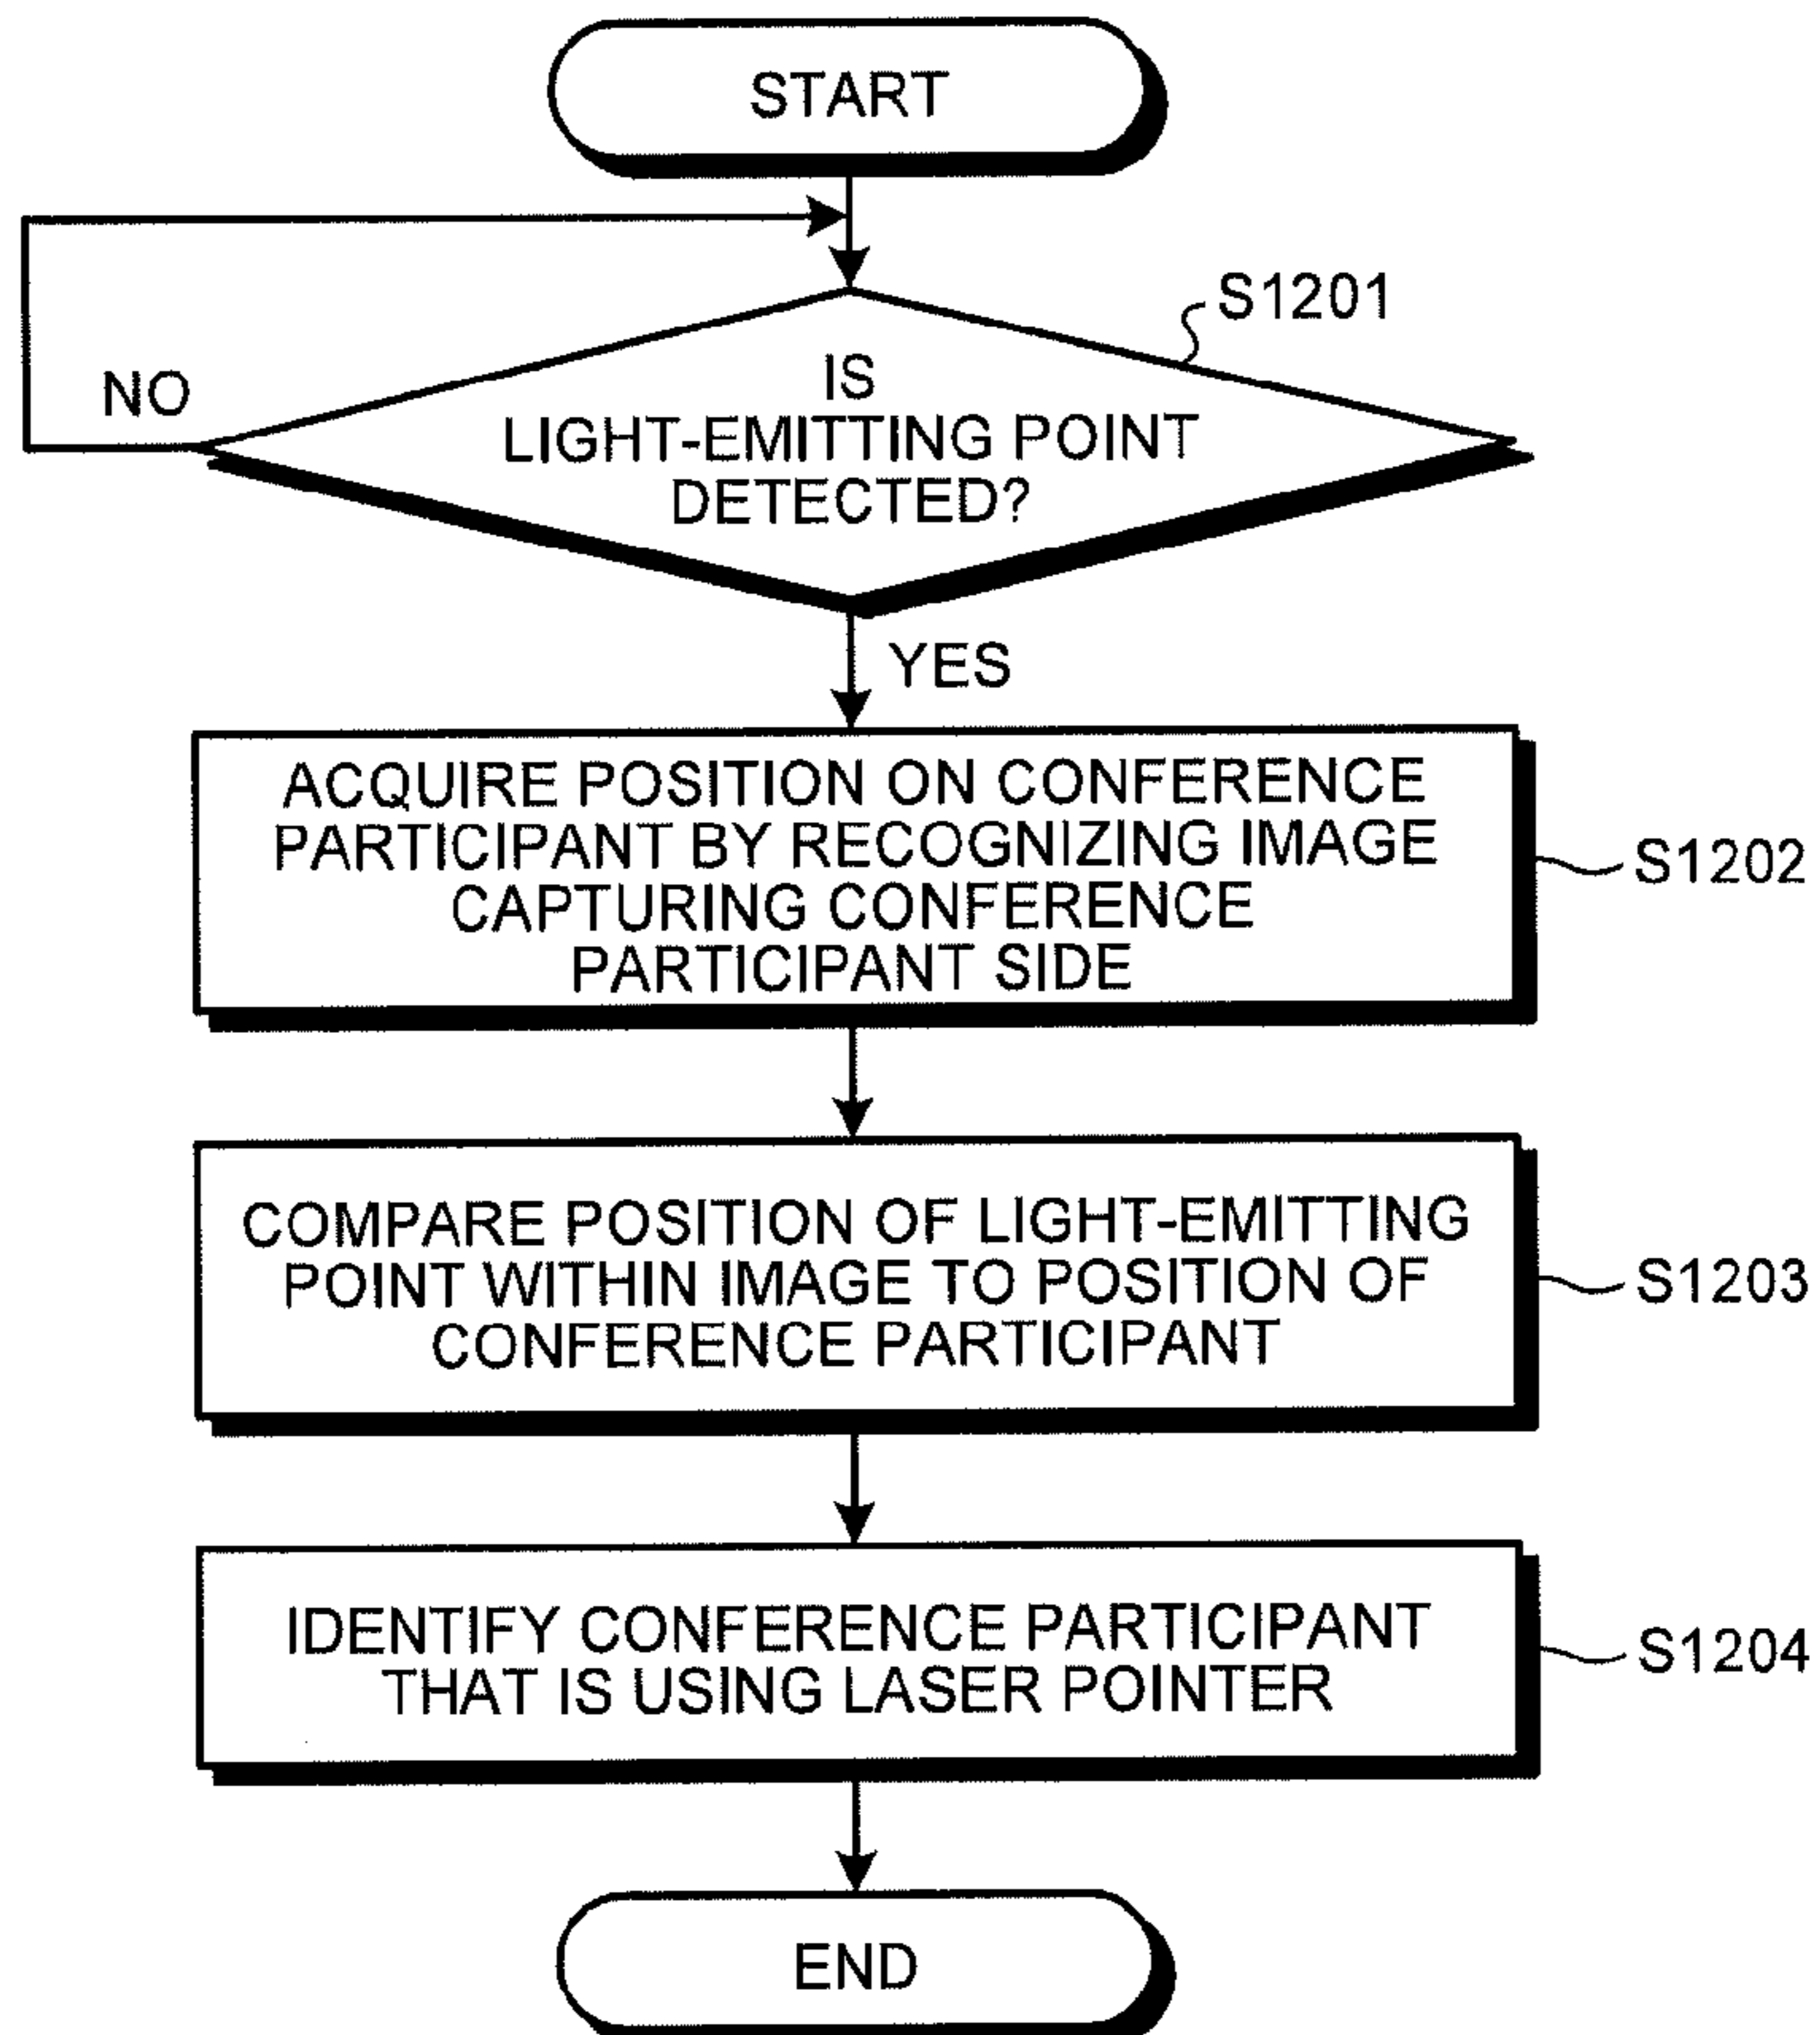 START
S1201
NO
IS
LIGHT-EMITTING POINT
DETECTED?
YES
ACQUIRE POSITION ON CONFERENCE
PARTICIPANT BY RECOGNIZING IMAGE
CAPTURING CONFERENCE
PARTICIPANT SIDE
S1202
COMPARE POSITION OF LIGHT-EMITTING
POINT WITHIN IMAGE TO POSITION OF
CONFERENCE PARTICIPANT
S1203
IDENTIFY CONFERENCE PARTICIPANT
THAT IS USING LASER POINTER
S1204
END